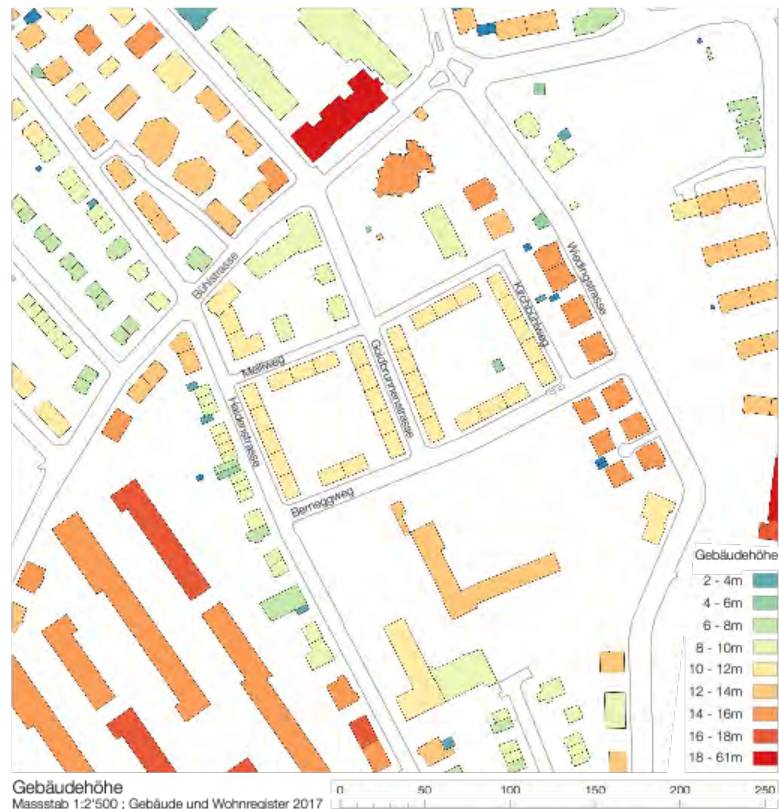 Bühlstrasse
Wiedingstrasse
Kirchbühlweg
Goldbrunnenstrasse
Meiliweg
Haldenstrasse
Berneggweg
Gebäudehöhe
2 - 4m
4 - 6m
6 - 8m
8 - 10m
10 - 12m
12 - 14m
14 - 16m
16 - 18m
18 - 61m
Gebäudehöhe
Massstab 1:2'500 ; Gebäude und Wohnregister 2017
0 50 100 150 200 250